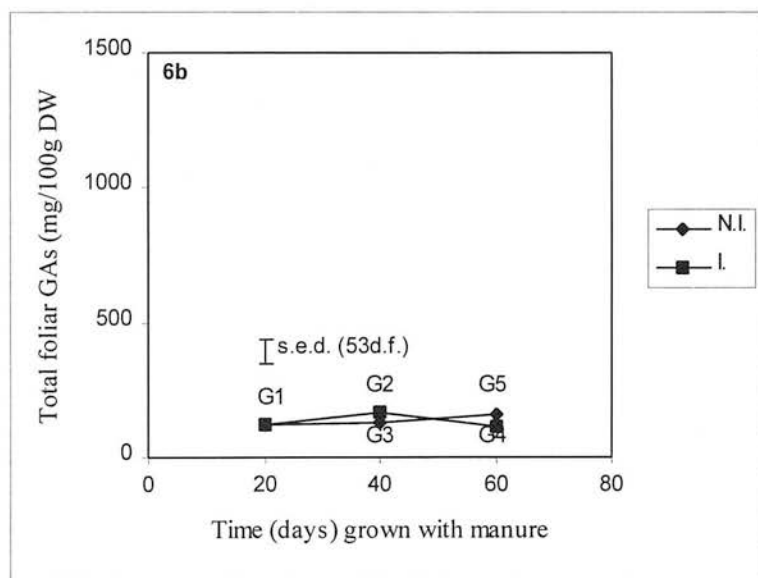 6b
Total foliar GAs (mg/100g DW
1500
1000
500
0
s.e.d. (53d.f.)
G1
G2
G5
G3
G4
0 20 40 60 80
Time (days) grown with manure
N.I.
I.